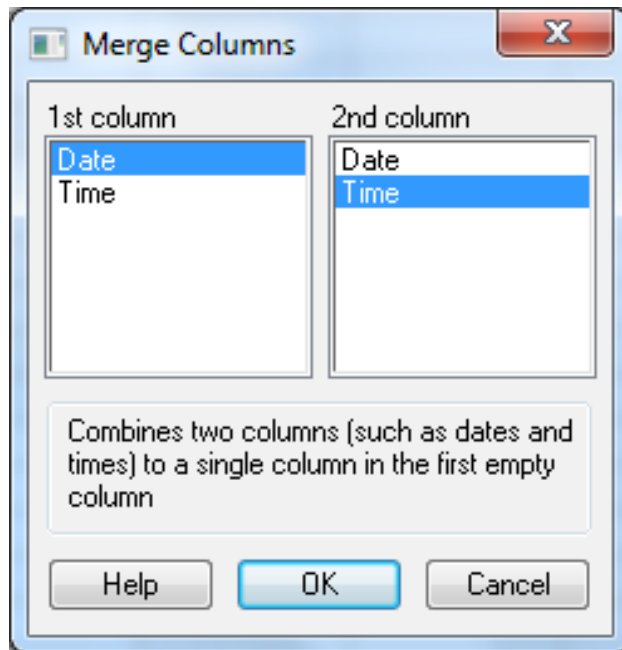 Merge Columns
1st column
2nd column
Date
Time
Date
Time
Combines two columns (such as dates and
times) to a single column in the first empty
column
Help
OK
Cancel